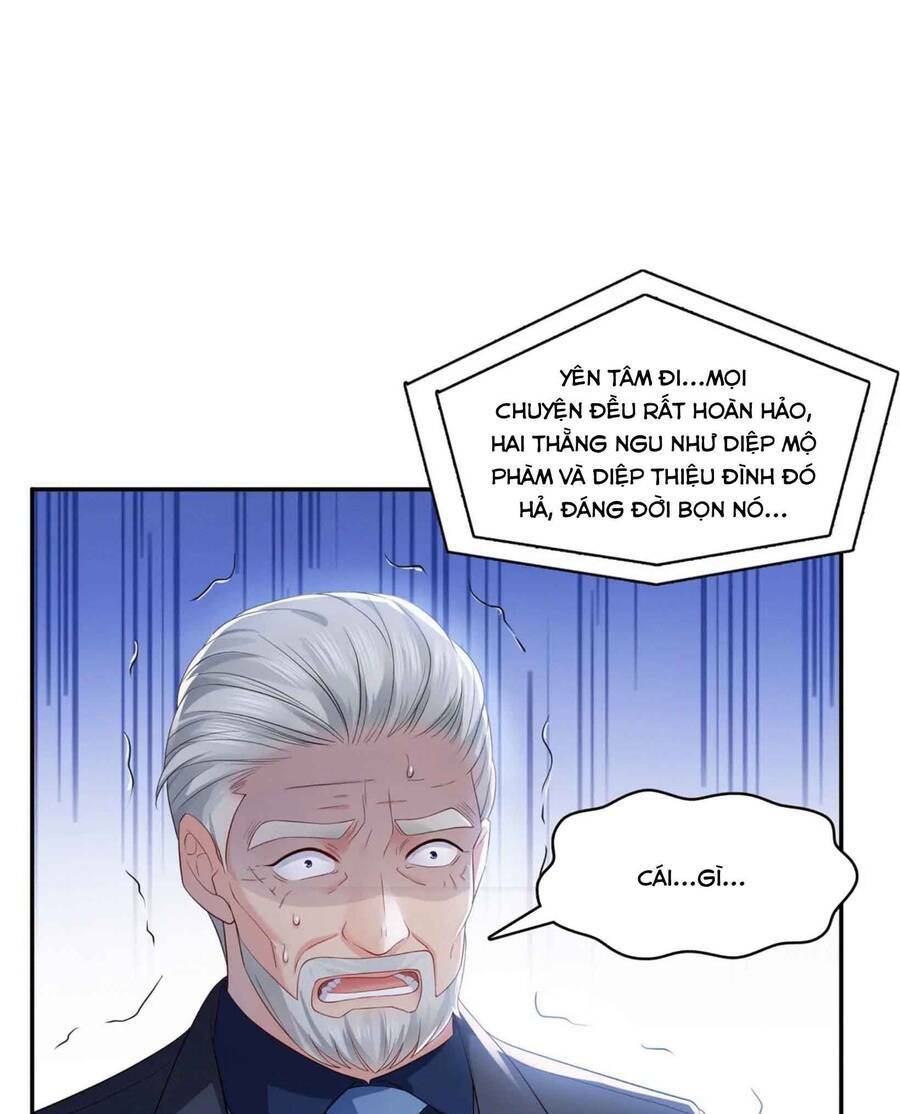 YÊN TÂM ĐI...MỌI
CHUYỆN ĐỀU RẤT HOÀN HẢO,
HAI THẰNG NGU NHƯ DIỆP MỘ
PHÀM VÀ DIỆP THIỆU ĐÌNH ĐÓ
HẢ, ĐÁNG ĐỜI BỌN NÓ...
CÁI...GÌ...